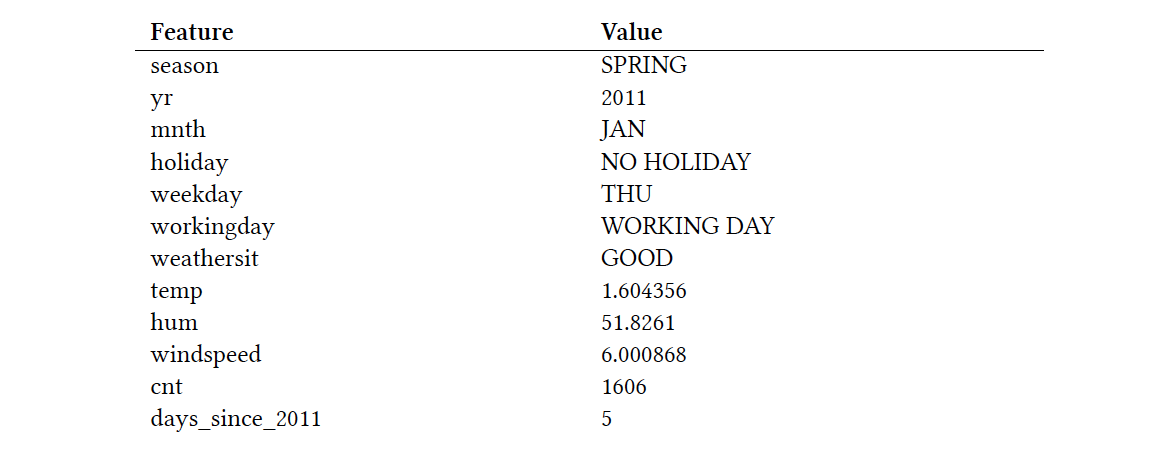 Feature Value
season SPRING
yr 2011
mnth JAN
holiday NO HOLIDAY
weekday THU
workingday WORKING DAY
weathersit GOOD
temp 1.604356
hum 51.8261
windspeed 6.000868
cnt 1606
days_since_2011 5